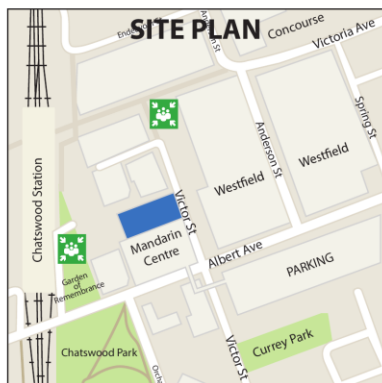 SITE PLAN
Concourse
Victoria Ave
Anderson St
Spring St
Westfield
Westfield
Victor St
Chatswood Station
Mandarin
Centre
Albert Ave
PARKING
Garden
of
Remembrance
Victor St
Currey Park
Chatswood Park